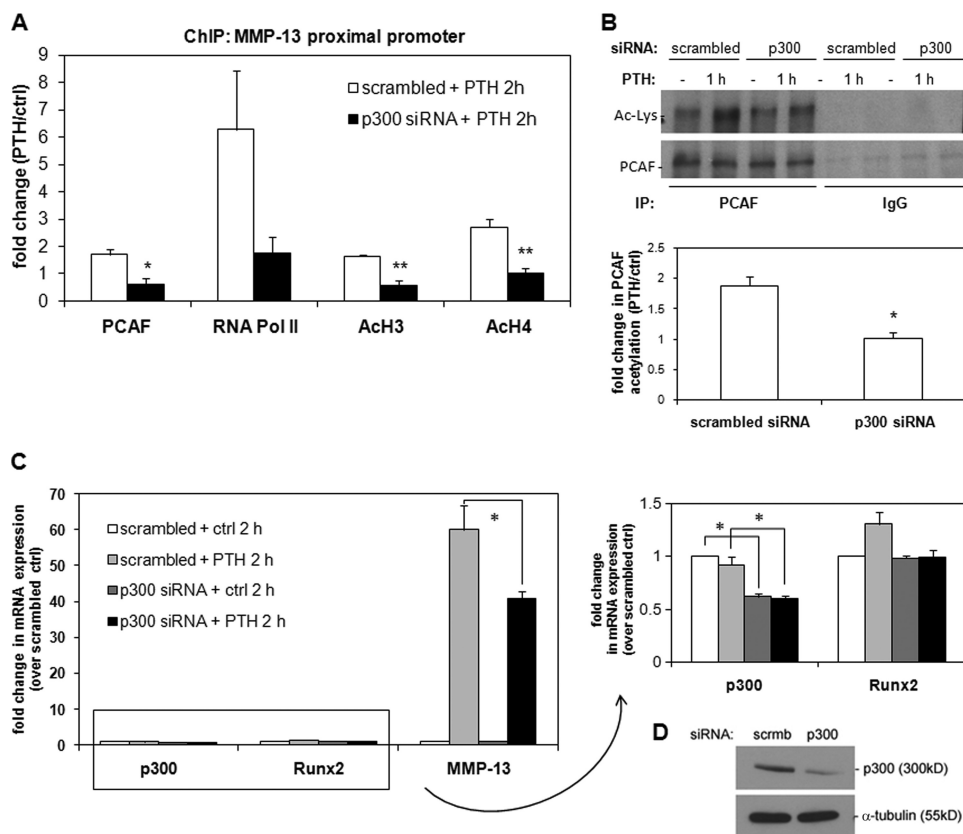 A
ChIP: MMP-13 proximal promoter
fold change (PTH/ctrl)
9
8
7
6
5
4
3
2
1
0
scrambled + PTH 2h
p300 siRNA + PTH 2h
*
**
**
PCAF
RNA Pol II
AcH3
AcH4
B
siRNA: scrambled p300 scrambled p300
PTH: - 1 h - 1 h - 1 h - 1 h
Ac-Lys
PCAF
IP: PCAF IgG
fold change in PCAF
acetylation (PTH/ctrl)
2.5
2
1.5
1
0.5
0
*
scrambled siRNA
p300 siRNA
C
fold change in mRNA expression
(over scrambled ctrl)
70
60
50
40
30
20
10
0
scrambled + ctrl 2 h
scrambled + PTH 2 h
p300 siRNA + ctrl 2 h
p300 siRNA + PTH 2 h
*
p300
Runx2
MMP-13
fold change
in mRNA expression
(over scrambled ctrl)
1.5
1
0.5
0
*
*
p300
Runx2
D
siRNA: scrmb p300
- p300 (300kD)
- α-tubulin (55kD)